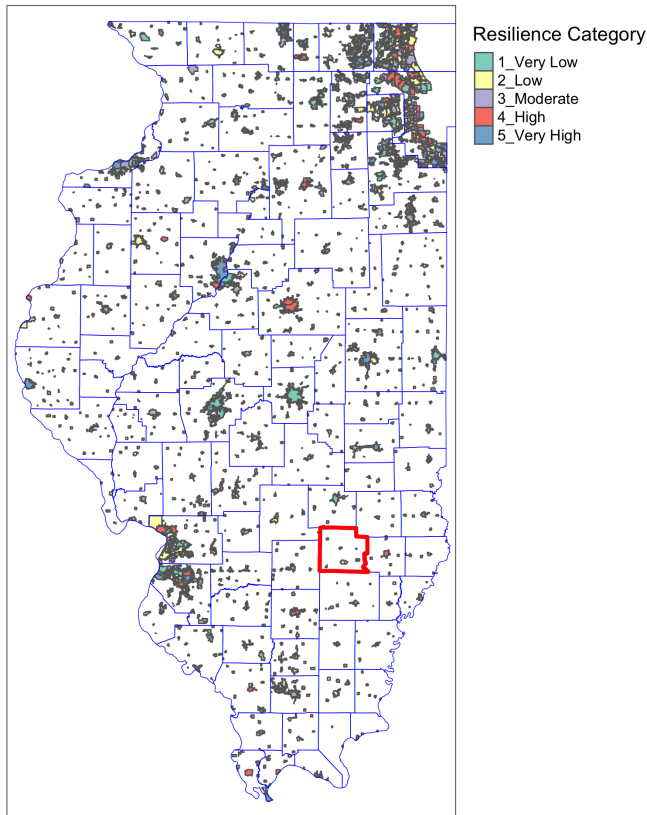 Resilience Category
1_Very Low
2_Low
3_Moderate
4_High
5_Very High